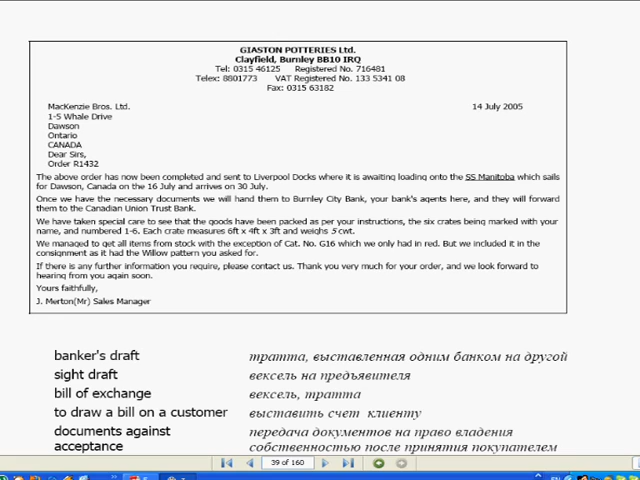 GIASTON POTTERIES Ltd.
Clayfield, Burnley BB10 IRQ
Tel: 0315 46125 Registered No. 716481
Telex: 8801773 VAT Registered No. 133 5341 08
Fax: 0315 63182
MacKenzie Bros. Ltd. 14 July 2005
1-5 Whale Drive
Dawson
Ontario
CANADA
Dear Sirs,
Order R1432
The above order has now been completed and sent to Liverpool Docks where it is awaiting loading onto the SS Manitoba which sails
for Dawson, Canada on the 16 July and arrives on 30 July.
Once we have the necessary documents we will hand them to Burnley City Bank, your bank's agents here, and they will forward
them to the Canadian Union Trust Bank.
We have taken special care to see that the goods have been packed as per your instructions, the six crates being marked with your
name, and numbered 1-6. Each crate measures 6ft x 4ft x 3ft and weighs 5 cwt.
We managed to get all items from stock with the exception of Cat. No. G16 which we only had in red. But we included it in the
consignment as it had the Willow pattern you asked for.
If there is any further information you require, please contact us. Thank you very much for your order, and we look forward to
hearing from you again soon.
Yours faithfully,
J. Merton(Mr) Sales Manager
banker's draft тратта, выставленная одним банком на другой
sight draft вексель на предъявителя
bill of exchange вексель, тратта
to draw a bill on a customer выставить счет клиенту
documents against передача документов на право владения
acceptance собственностью после принятия покупателем
39 of 160